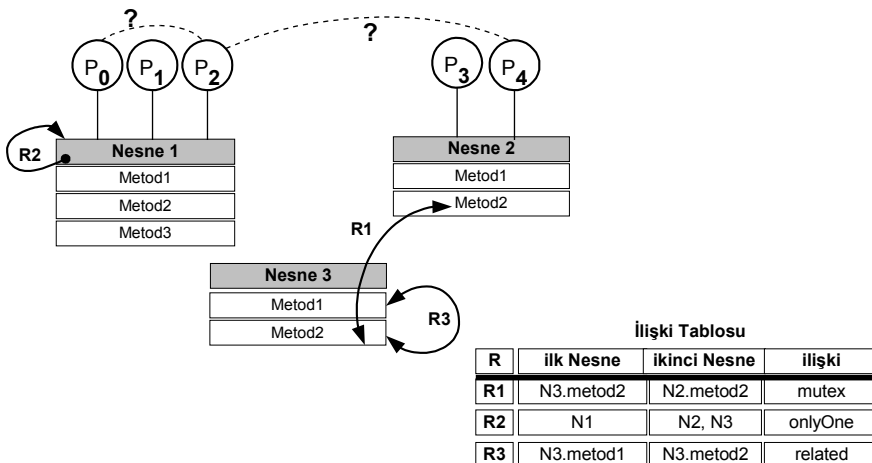 ? ?
P0 P1 P2 P3 P4
R2 Nesne 1 Nesne 2
Metod1 Metod1
Metod2 Metod2
Metod3
R1
Nesne 3
Metod1
R3
Metod2
İlişki Tablosu
R ilk Nesne ikinci Nesne ilişki
R1 N3.metod2 N2.metod2 mutex
R2 N1 N2, N3 onlyOne
R3 N3.metod1 N3.metod2 related